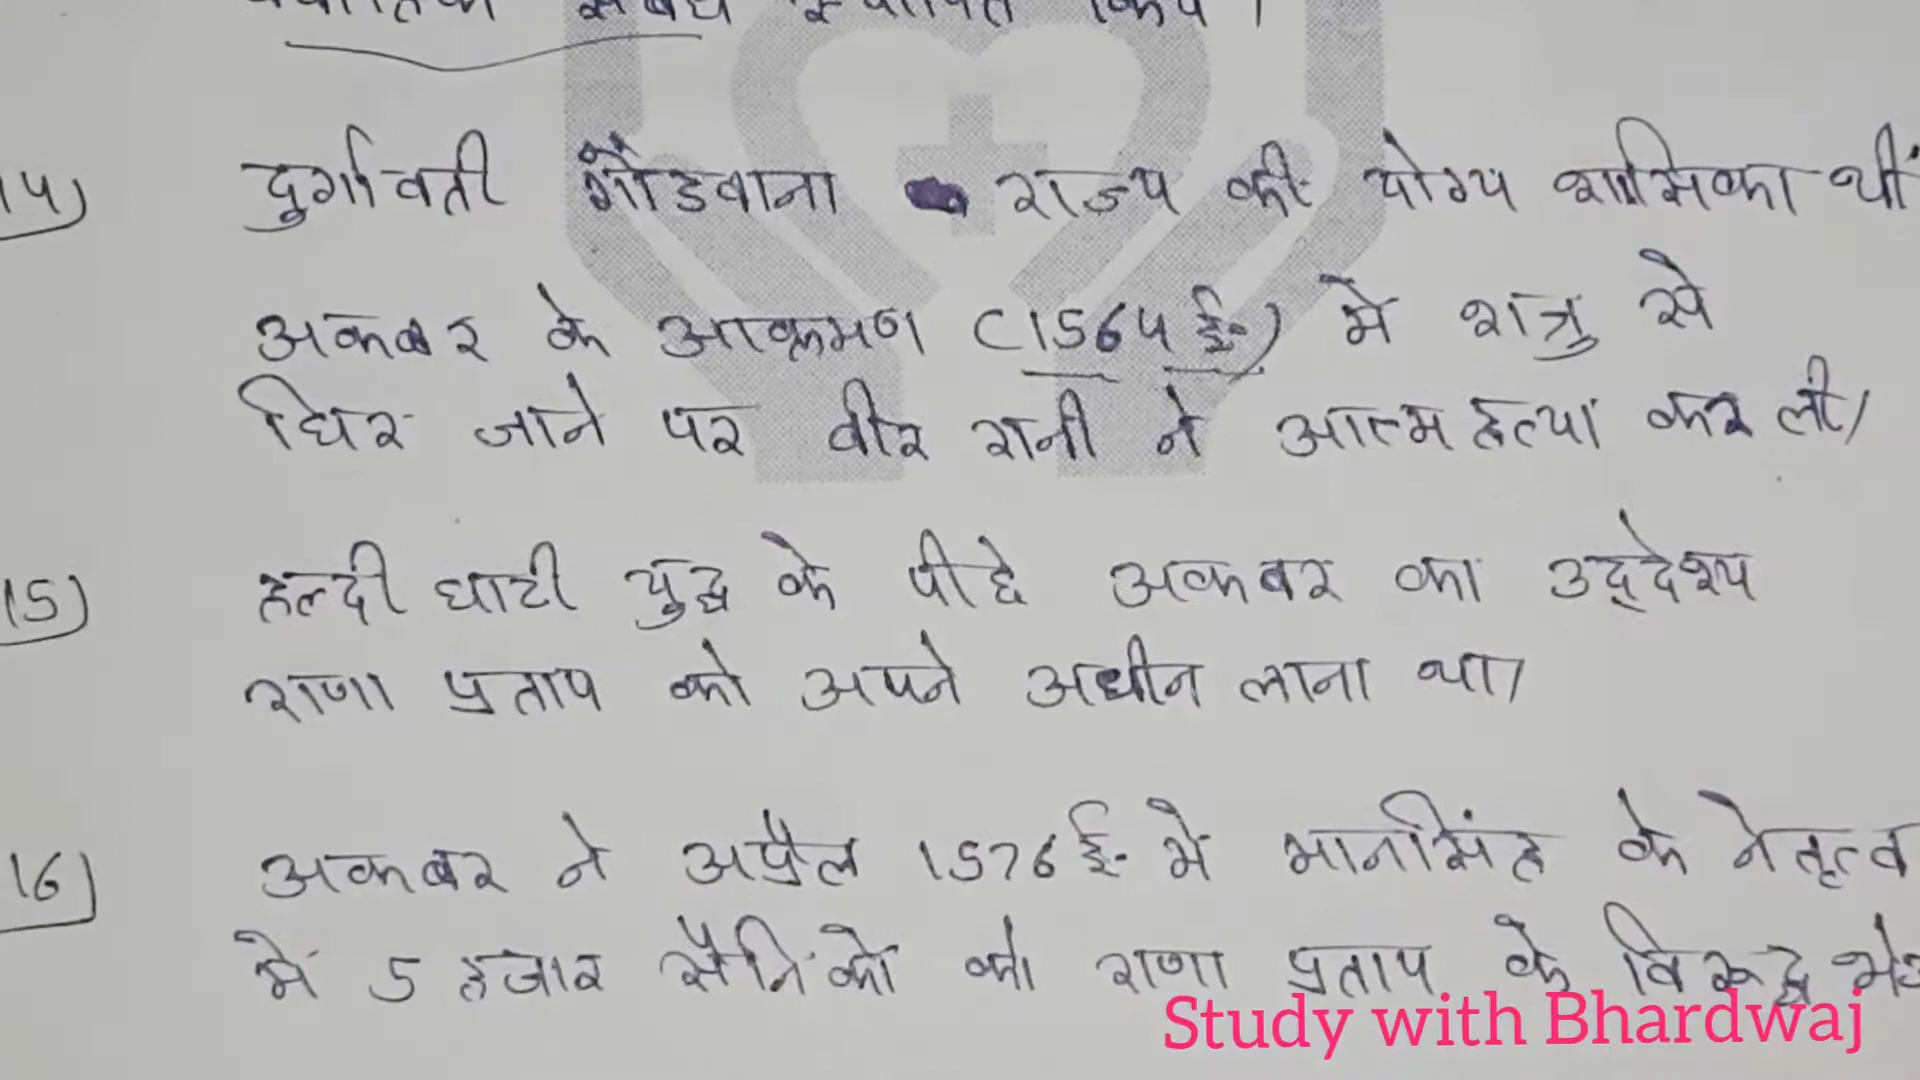 संबंध स्थापित किये।
14) दुर्गावती गोंडवाना राज्य की योग्य शासिका थीं
अकबर के आक्रमण (1564 ई.) में शत्रु से
घिर जाने पर वीर रानी ने आत्म हत्या कर ली।
15) हल्दी घाटी युद्ध के पीछे अकबर का उद्देश्य
राणा प्रताप को अपने अधीन लाना था।
16) अकबर ने अप्रैल 1576 ई. में मानसिंह के नेतृत्व
में 5 हजार सैनिकों को राणा प्रताप के विरूद्ध
Study with Bhardwaj